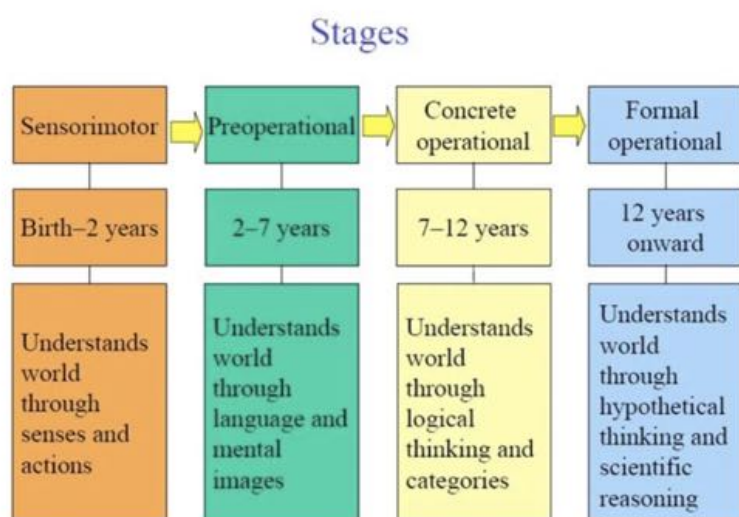 Stages
Sensorimotor
Preoperational
Concrete
operational
Formal
operational
Birth–2 years
2–7 years
7–12 years
12 years
onward
Understands
world
through
senses and
actions
Understands
world
through
language and
mental
images
Understands
world
through
logical
thinking and
categories
Understands
world
through
hypothetical
thinking and
scientific
reasoning